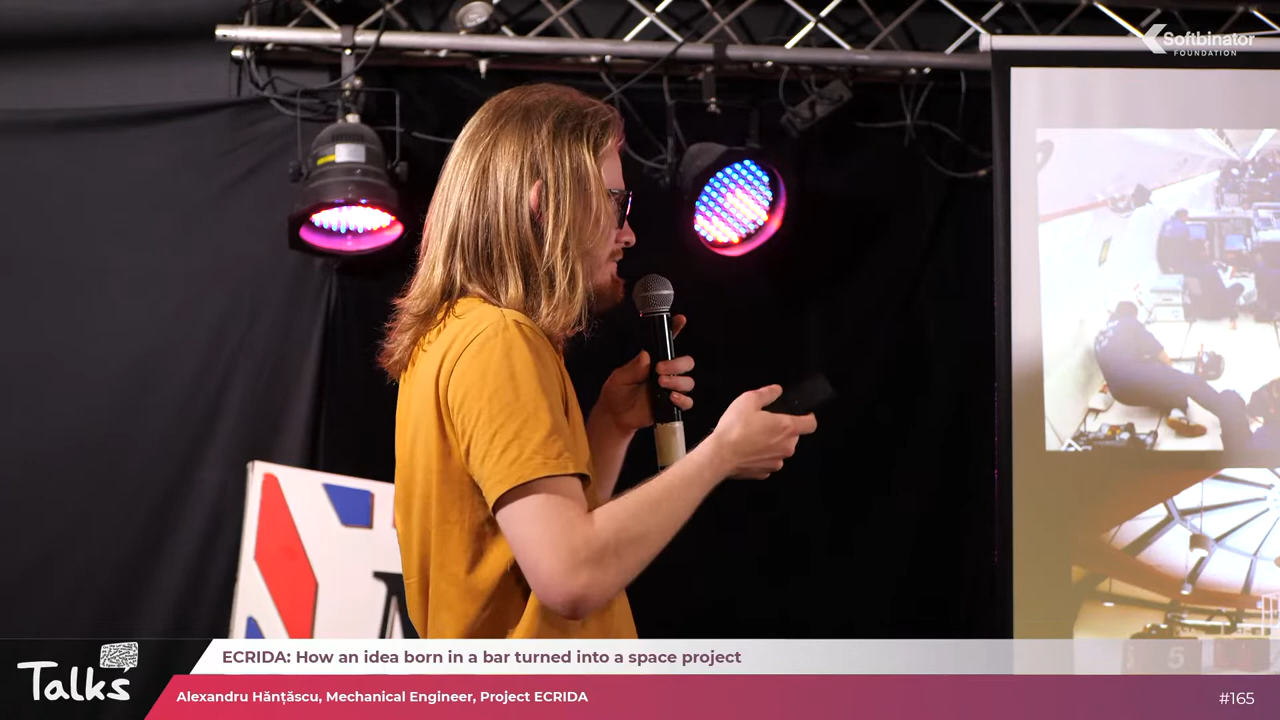 Softbinator
FOUNDATION
5
Talks
ECRIDA: How an idea born in a bar turned into a space project
Alexandru Hănțăscu, Mechanical Engineer, Project ECRIDA
#165